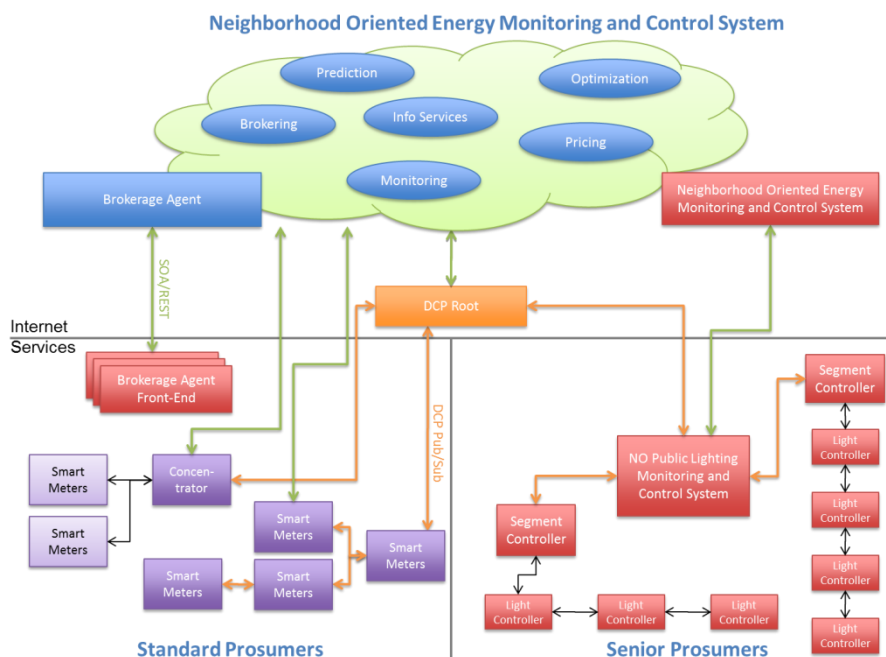 Neighborhood Oriented Energy Monitoring and Control System
Prediction
Optimization
Brokering
Info Services
Pricing
Monitoring
Brokerage Agent
Neighborhood Oriented Energy
Monitoring and Control System
SOA/REST
DCP Root
Internet
Services
Brokerage Agent
Front-End
DCP Pub/Sub
Segment
Controller
Light
Controller
Light
Controller
Light
Controller
Light
Controller
NO Public Lighting
Monitoring and
Control System
Smart
Meters
Concen-
trator
Smart
Meters
Smart
Meters
Smart
Meters
Smart
Meters
Smart
Meters
Segment
Controller
Light
Controller
Light
Controller
Light
Controller
Standard Prosumers
Senior Prosumers